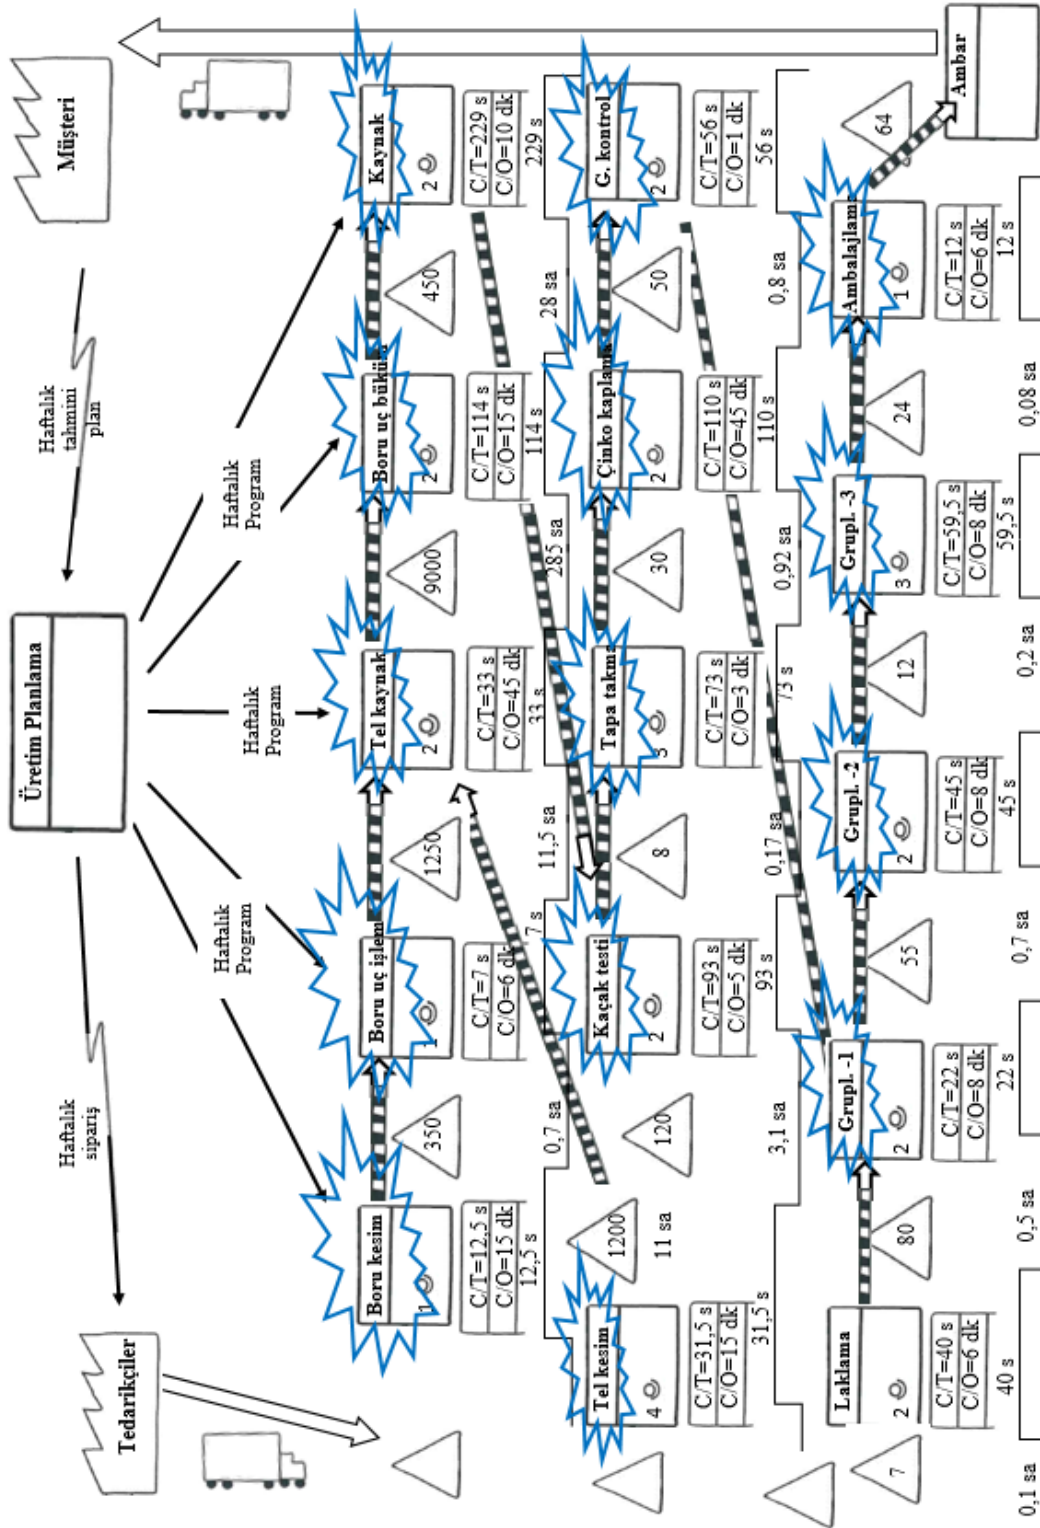 Tedarikçiler
Haftalık
sipariş
Üretim Planlama
Haftalık
tahmini
plan
Müşteri
Haftalık
Program
Haftalık
Program
Haftalık
Program
Boru kesim
1
C/T=12,5 s
C/O=15 dk
12,5 s
350
0,7 sa
Boru uç işlem
1
C/T=7 s
C/O=6 dk
7 s
1250
11,5 sa
Tel kaynak
2
C/T=33 s
C/O=45 dk
33 s
9000
285 sa
Boru uç bükü
2
C/T=114 s
C/O=15 dk
114 s
450
28 sa
Kaynak
2
C/T=229 s
C/O=10 dk
229 s
Tel kesim
4
C/T=31,5 s
C/O=15 dk
31,5 s
1200
11 sa
120
3,1 sa
Kaçak testi
2
C/T=93 s
C/O=5 dk
93 s
8
0,17 sa
Tapa takma
3
C/T=73 s
C/O=3 dk
73 s
30
0,92 sa
Çinko kaplama
2
C/T=110 s
C/O=45 dk
110 s
50
0,8 sa
G. kontrol
2
C/T=56 s
C/O=1 dk
56 s
7
0,1 sa
Laklama
2
C/T=40 s
C/O=6 dk
40 s
80
0,5 sa
Grupl. -1
2
C/T=22 s
C/O=8 dk
22 s
55
0,7 sa
Grupl. -2
2
C/T=45 s
C/O=8 dk
45 s
12
0,2 sa
Grupl. -3
3
C/T=59,5 s
C/O=8 dk
59,5 s
24
0,08 sa
Ambalajlama
1
C/T=12 s
C/O=6 dk
12 s
64
Ambar